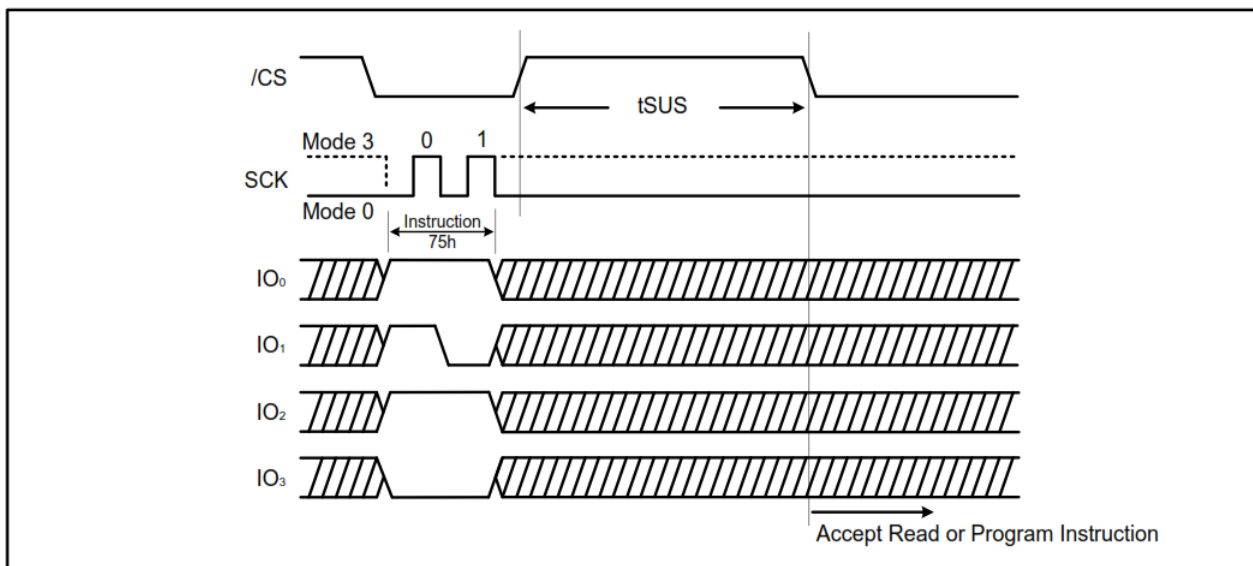 /CS
tSUS
Mode 3 0 1
SCK
Mode 0
Instruction
75h
IO₀
IO₁
IO₂
IO₃
Accept Read or Program Instruction